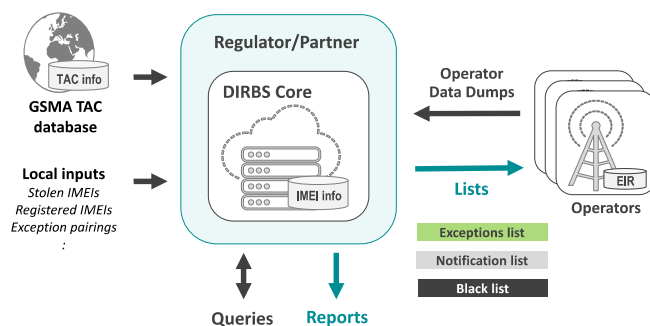 TAC info
GSMA TAC
database
Local inputs
Stolen IMEIs
Registered IMEIs
Exception pairings
:
Regulator/Partner
DIRBS Core
IMEI info
Queries
Reports
Operator
Data Dumps
Lists
EIR
Operators
Exceptions list
Notification list
Black list